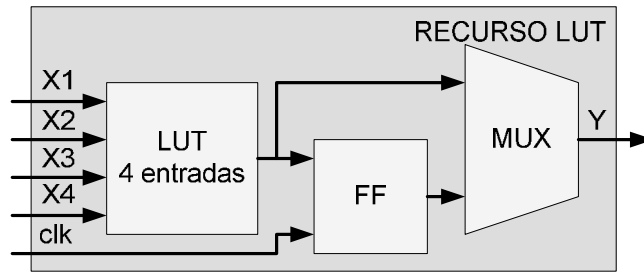 RECURSO LUT
X1
X2
X3
X4
clk
LUT
4 entradas
FF
MUX
Y